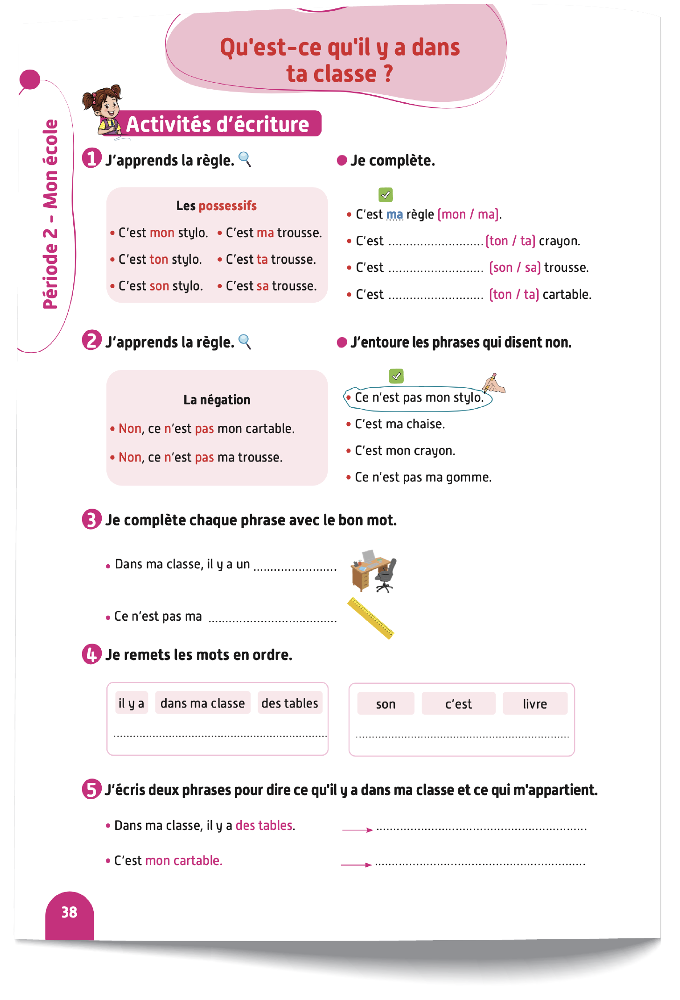 Qu'est-ce qu'il y a dans
ta classe ?
Période 2 - Mon école
Activités d’écriture
1 J’apprends la règle.
Les possessifs
• C’est mon stylo. • C’est ma trousse.
• C’est ton stylo. • C’est ta trousse.
• C’est son stylo. • C’est sa trousse.
● Je complète.
• C’est ma règle (mon / ma).
• C’est ........................... (ton / ta) crayon.
• C’est ........................... (son / sa) trousse.
• C’est ........................... (ton / ta) cartable.
2 J’apprends la règle.
La négation
• Non, ce n’est pas mon cartable.
• Non, ce n’est pas ma trousse.
● J’entoure les phrases qui disent non.
• Ce n’est pas mon stylo.
• C’est ma chaise.
• C’est mon crayon.
• Ce n’est pas ma gomme.
3 Je complète chaque phrase avec le bon mot.
• Dans ma classe, il y a un ........................
• Ce n’est pas ma .....................................
4 Je remets les mots en ordre.
il y a dans ma classe des tables
..............................................................
son c’est livre
..............................................................
5 J’écris deux phrases pour dire ce qu'il y a dans ma classe et ce qui m'appartient.
• Dans ma classe, il y a des tables. ..............................................................
• C’est mon cartable. ..............................................................
38